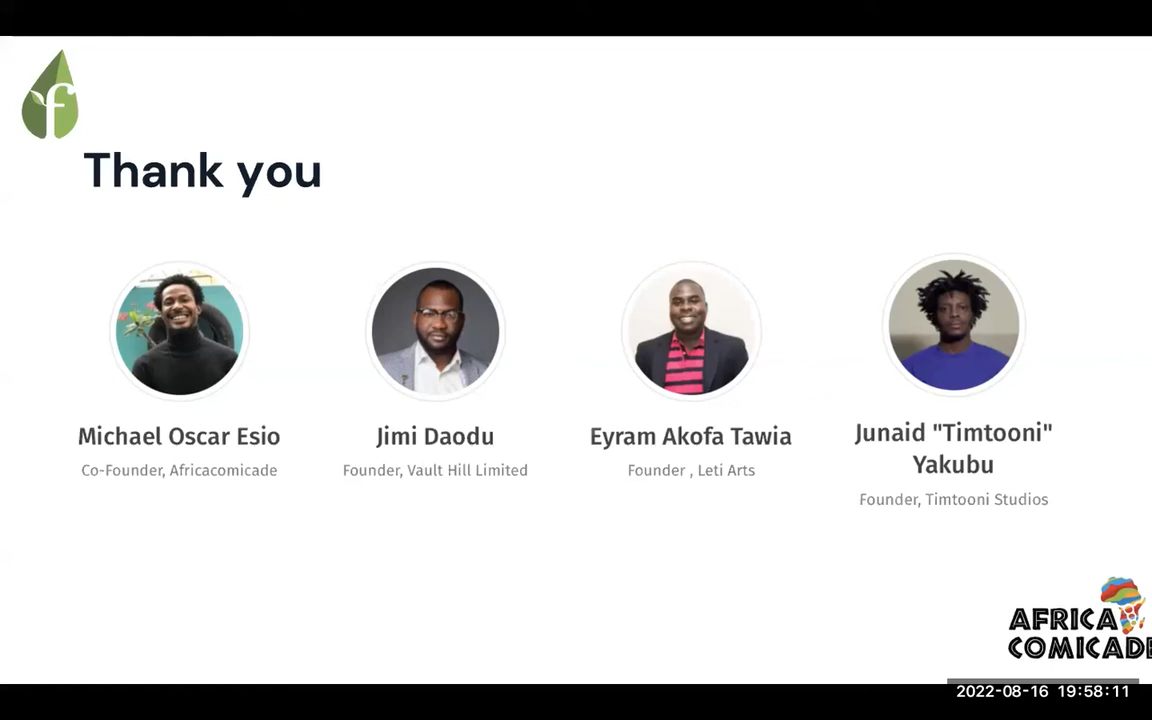 f
Thank you
Michael Oscar Esio
Co-Founder, Africacomicade
Jimi Daodu
Founder, Vault Hill Limited
Eyram Akofa Tawia
Founder , Leti Arts
Junaid "Timtooni"
Yakubu
Founder, Timtooni Studios
AFRICA
COMICADE
2022-08-16 19:58:11